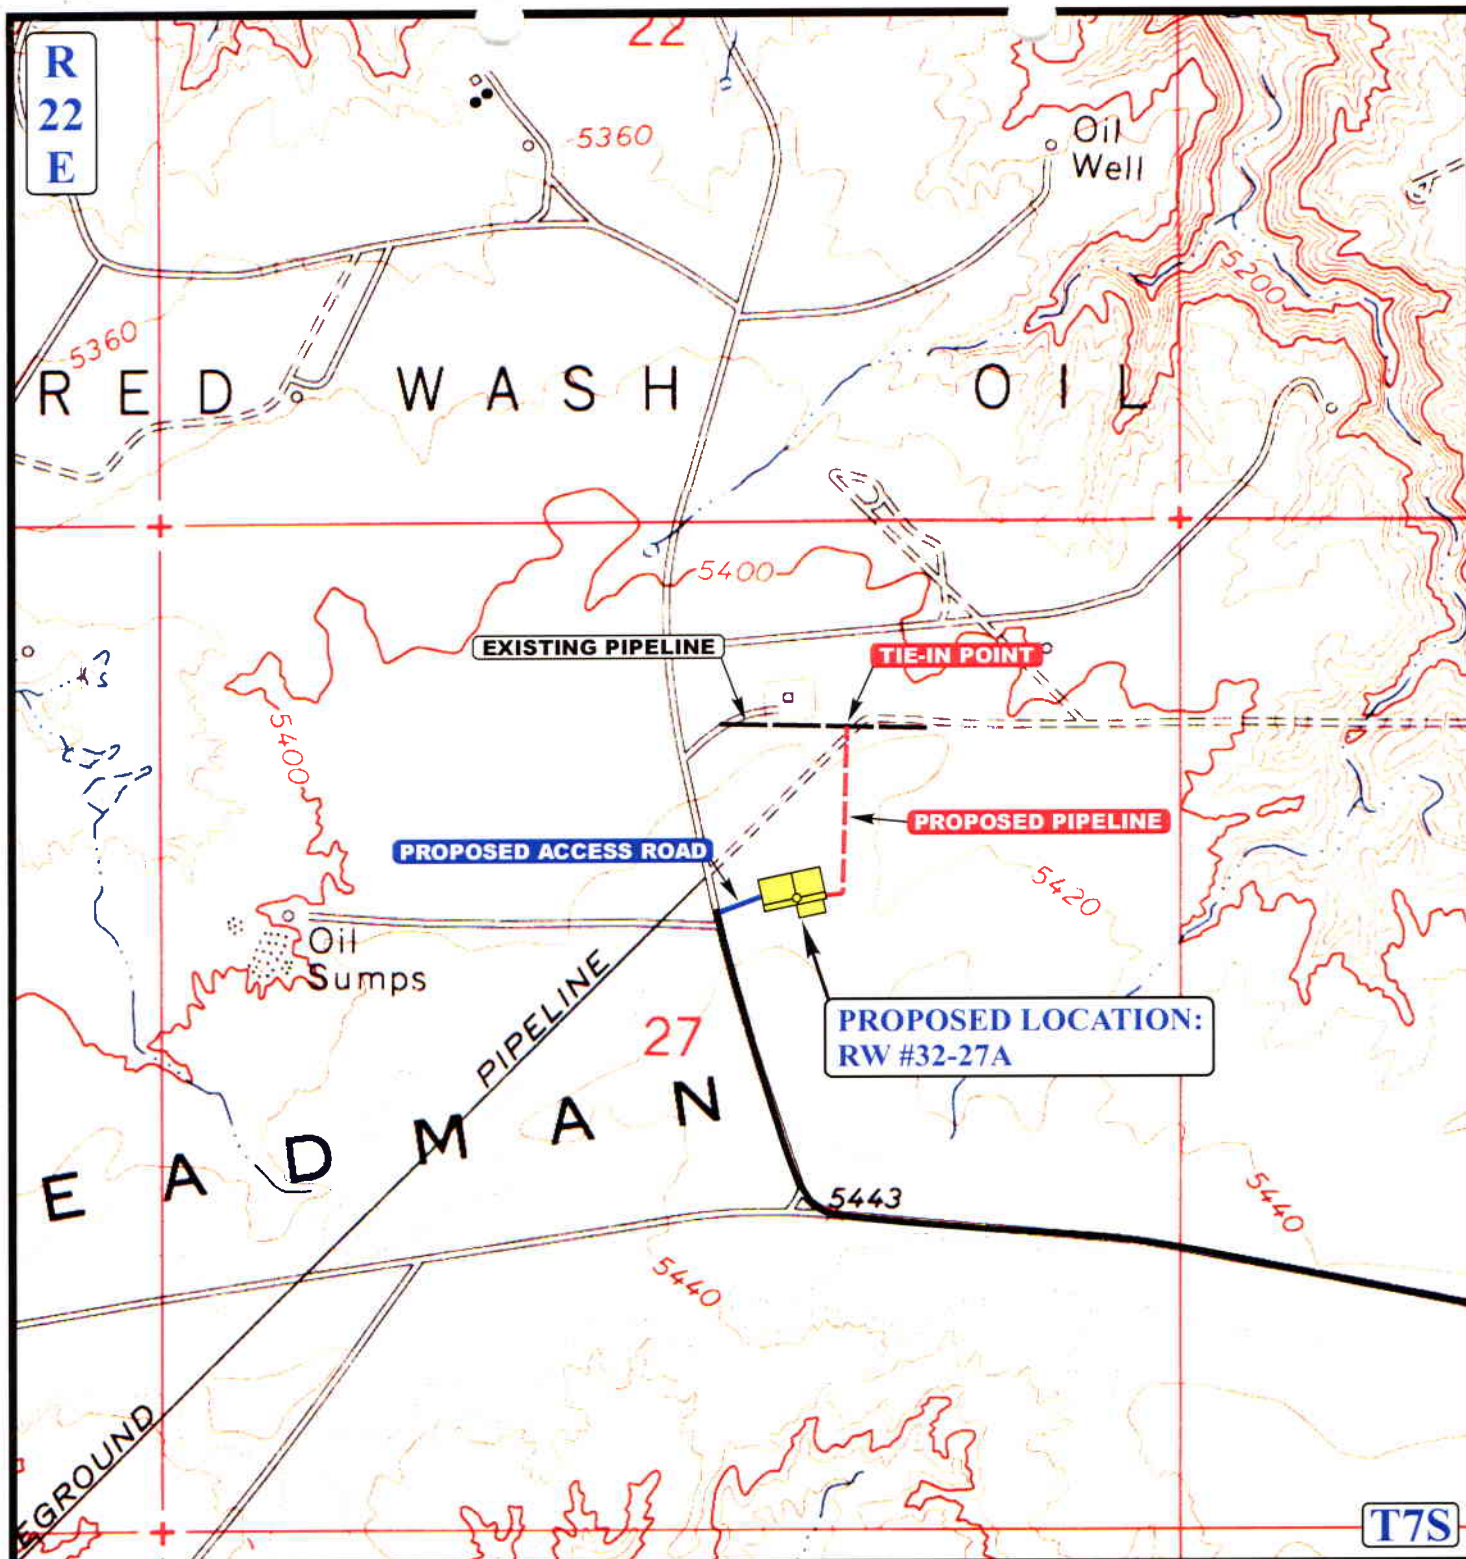 R
22
E
22
5360
Oil
Well
5200
5360
RED WASH OIL
5400
EXISTING PIPELINE
TIE-IN POINT
5400
PROPOSED PIPELINE
PROPOSED ACCESS ROAD
5420
Oil
Sumps
PIPELINE
PROPOSED LOCATION:
RW #32-27A
27
EADMAN
5443
5440
5440
EGROUND
T7S